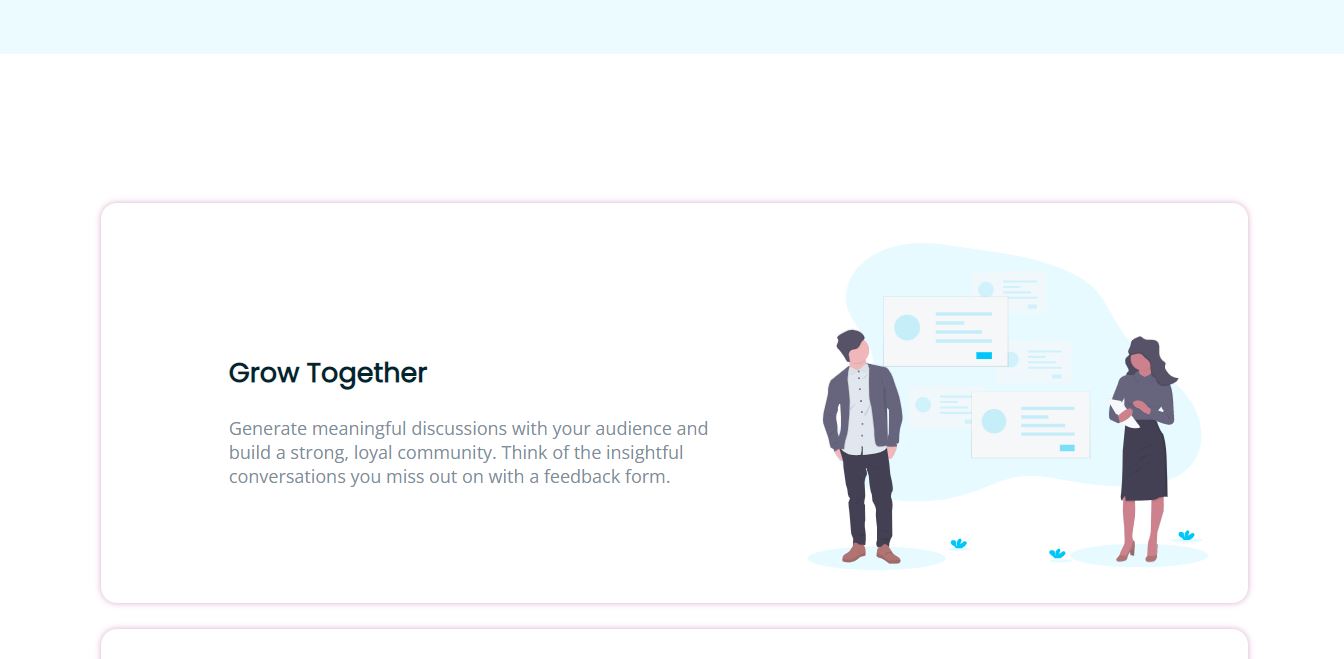 Grow Together
Generate meaningful discussions with your audience and
build a strong, loyal community. Think of the insightful
conversations you miss out on with a feedback form.